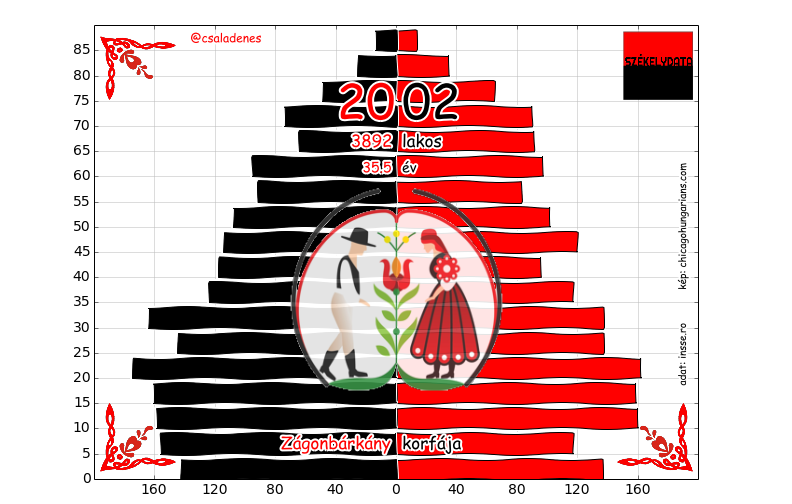 @csaladenes
SZÉKELYDATA
2002
3892 lakos
35.5 év
kép: chicagohungarians.com
adat: insse.ro
Zágonbárkány korfája
85
80
75
70
65
60
55
50
45
40
35
30
25
20
15
10
5
0
160 120 80 40 0 40 80 120 160